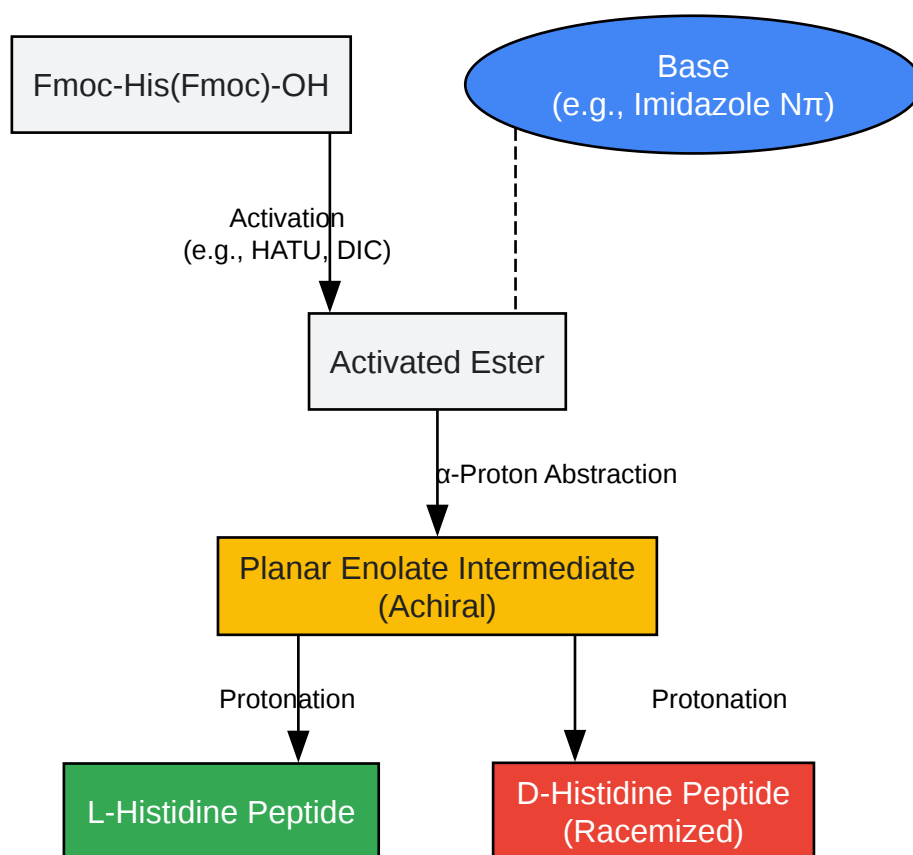 Fmoc-His(Fmoc)-OH
Base
(e.g., Imidazole Nπ)
Activation
(e.g., HATU, DIC)
Activated Ester
α-Proton Abstraction
Planar Enolate Intermediate
(Achiral)
Protonation
Protonation
L-Histidine Peptide
D-Histidine Peptide
(Racemized)